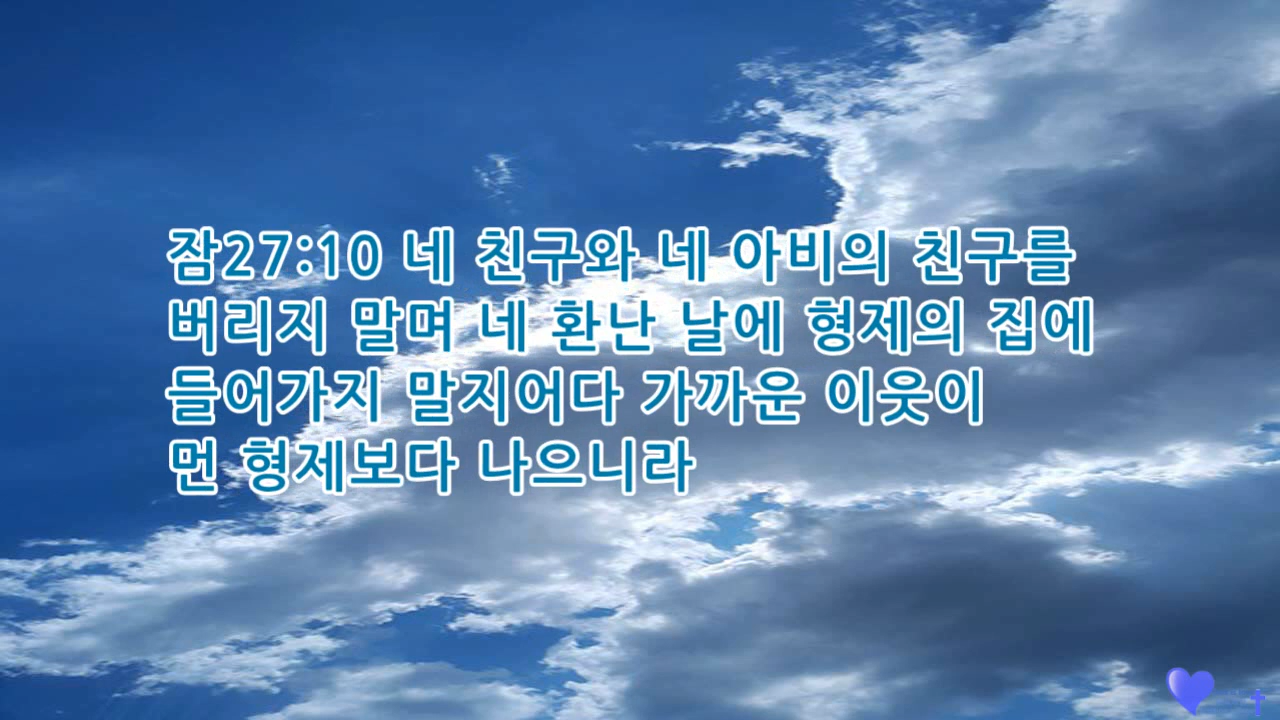 잠27:10 네 친구와 네 아비의 친구를
버리지 말며 네 환난 날에 형제의 집에
들어가지 말지어다 가까운 이웃이
먼 형제보다 나으니라